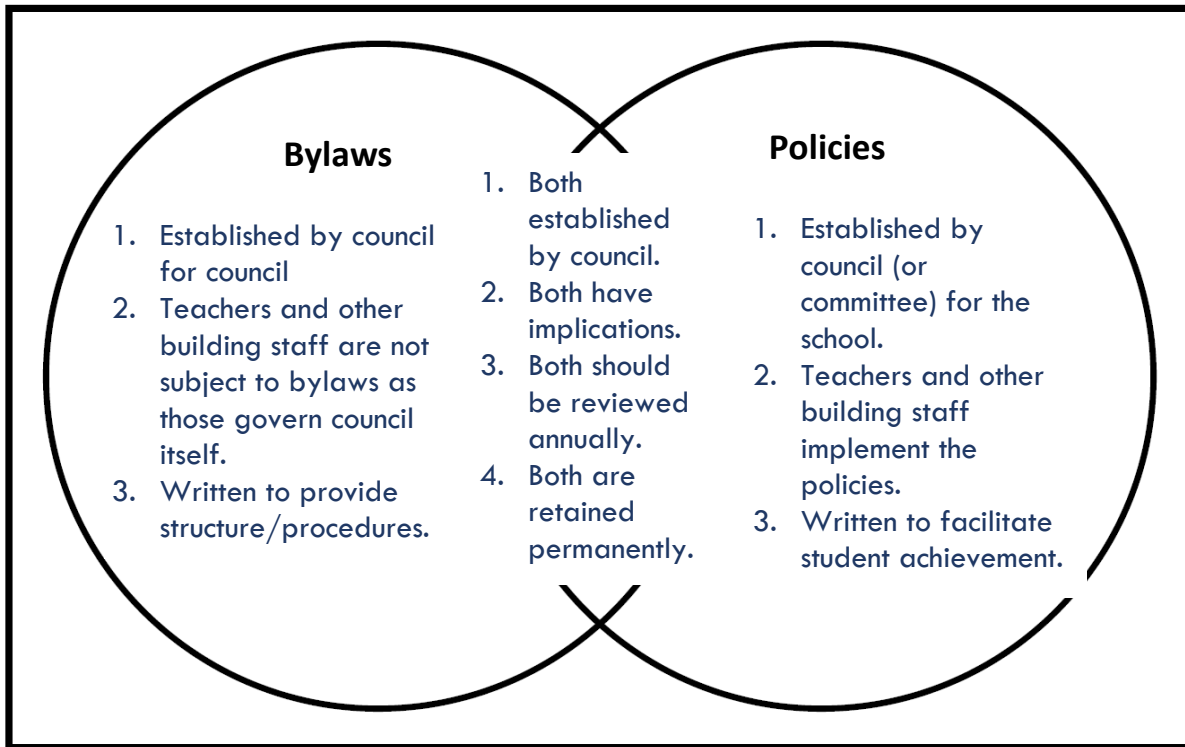 Bylaws
1. Established by council
for council
2. Teachers and other
building staff are not
subject to bylaws as
those govern council
itself.
3. Written to provide
structure/procedures.
1. Both
established
by council.
2. Both have
implications.
3. Both should
be reviewed
annually.
4. Both are
retained
permanently.
Policies
1. Established by
council (or
committee) for the
school.
2. Teachers and other
building staff
implement the
policies.
3. Written to facilitate
student achievement.